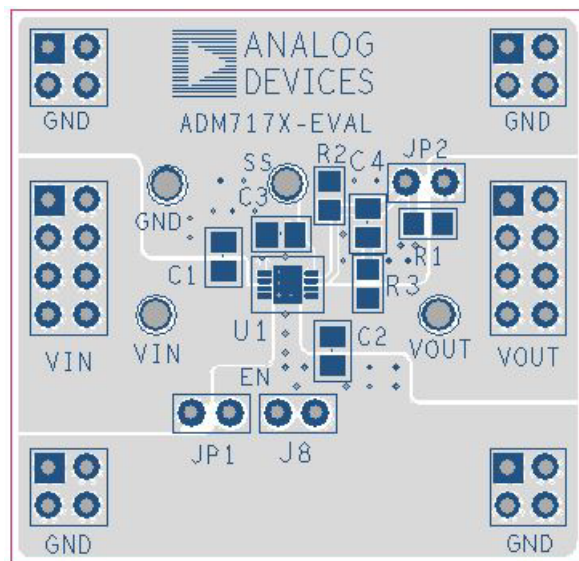 ANALOG
DEVICES
ADM717X-EVAL
GND
GND
SS
R2
C4
JP2
C3
GND
R1
C1
R3
U1
C2
VIN
VIN
VOUT
VOUT
EN
JP1
J8
GND
GND